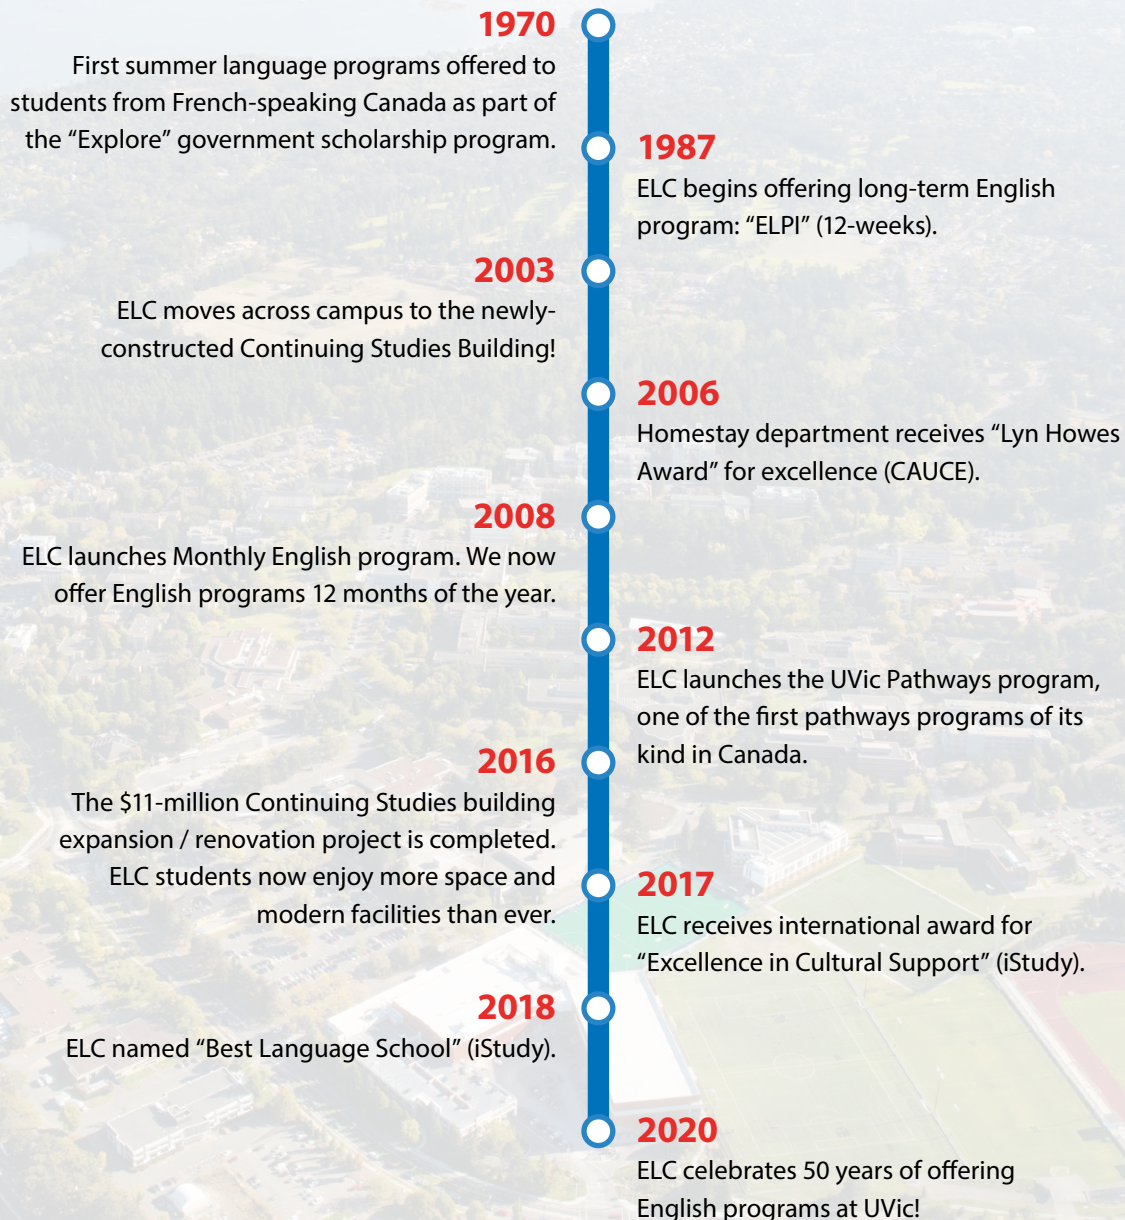 1970
First summer language programs offered to
students from French-speaking Canada as part of
the “Explore” government scholarship program.
1987
ELC begins offering long-term English
program: “ELPI” (12-weeks).
2003
ELC moves across campus to the newly-
constructed Continuing Studies Building!
2006
Homestay department receives “Lyn Howes
Award” for excellence (CAUCE).
2008
ELC launches Monthly English program. We now
offer English programs 12 months of the year.
2012
ELC launches the UVic Pathways program,
one of the first pathways programs of its
kind in Canada.
2016
The $11-million Continuing Studies building
expansion / renovation project is completed.
ELC students now enjoy more space and
modern facilities than ever.
2017
ELC receives international award for
“Excellence in Cultural Support” (iStudy).
2018
ELC named “Best Language School” (iStudy).
2020
ELC celebrates 50 years of offering
English programs at UVic!